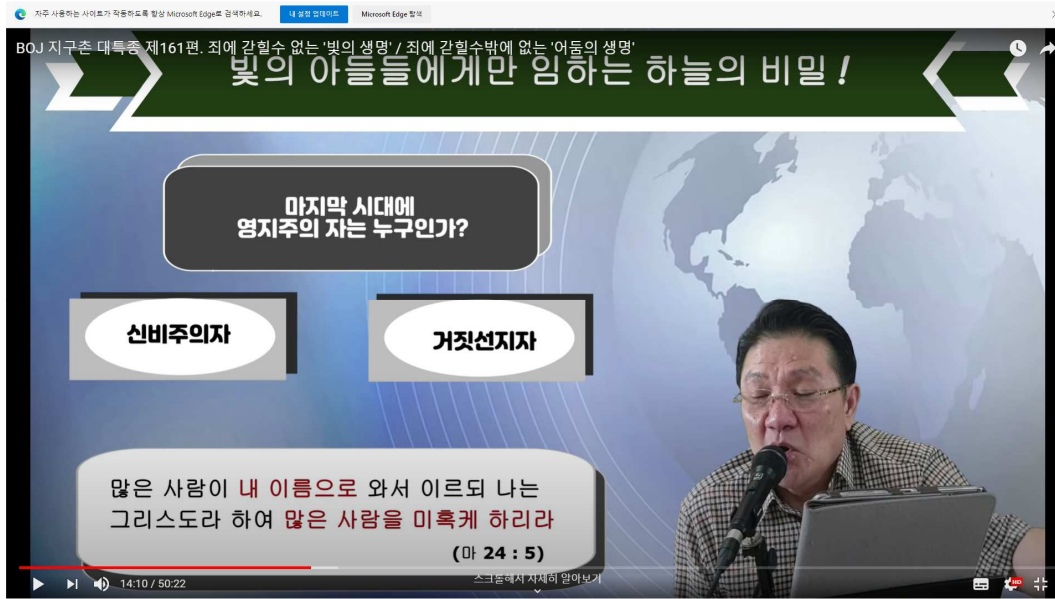 자주 사용하는 사이트가 작동하도록 항상 Microsoft Edge로 검색하세요. 내 설정 업데이트 Microsoft Edge 탐색
BOJ 지구촌 대특종 제161편. 죄에 갇힐수 없는 '빛의 생명' / 죄에 갇힐수밖에 없는 '어둠의 생명'
빛의 아들들에게만 임하는 하늘의 비밀!
마지막 시대에
영지주의 자는 누구인가?
신비주의자
거짓선지자
많은 사람이 내 이름으로 와서 이르되 나는
그리스도라 하여 많은 사람을 미혹케 하리라
(마 24 : 5)
14:10 / 50:22
스크롤해서 자세히 알아보기
HD